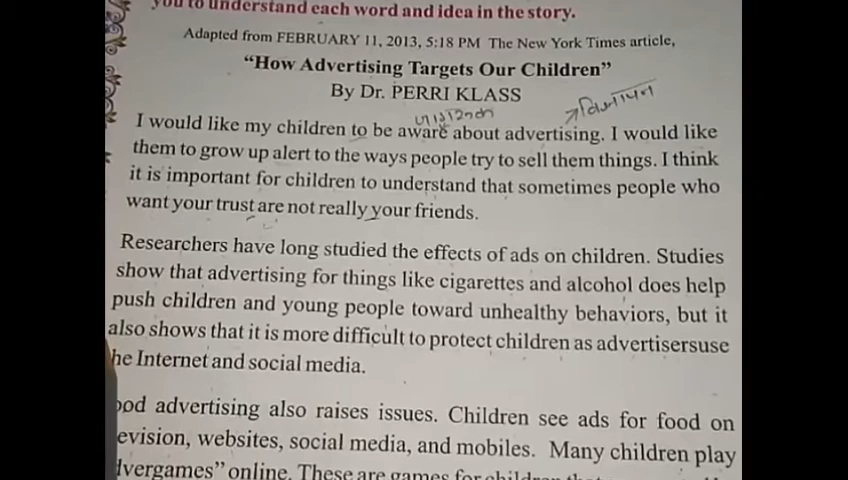 you to understand each word and idea in the story.
Adapted from FEBRUARY 11, 2013, 5:18 PM The New York Times article,
“How Advertising Targets Our Children”
By Dr. PERRI KLASS
I would like my children to be aware about advertising. I would like
them to grow up alert to the ways people try to sell them things. I think
it is important for children to understand that sometimes people who
want your trust are not really your friends.
Researchers have long studied the effects of ads on children. Studies
show that advertising for things like cigarettes and alcohol does help
push children and young people toward unhealthy behaviors, but it
also shows that it is more difficult to protect children as advertisersuse
he Internet and social media.
ood advertising also raises issues. Children see ads for food on
evision, websites, social media, and mobiles. Many children play
dvergames” online. These are games for children